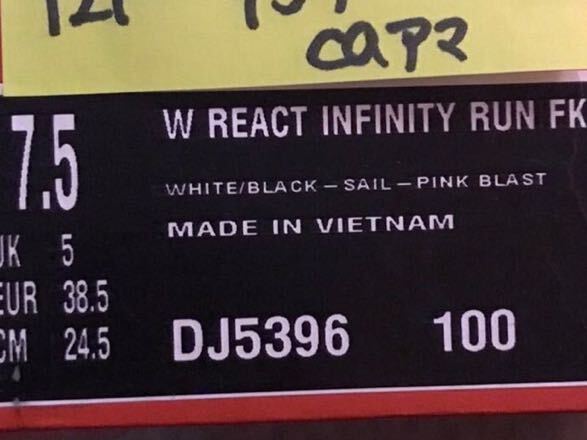 capz
7.5
W REACT INFINITY RUN FK
WHITE/BLACK – SAIL – PINK BLAST
MADE IN VIETNAM
UK 5
EUR 38.5
CM 24.5
DJ5396 100